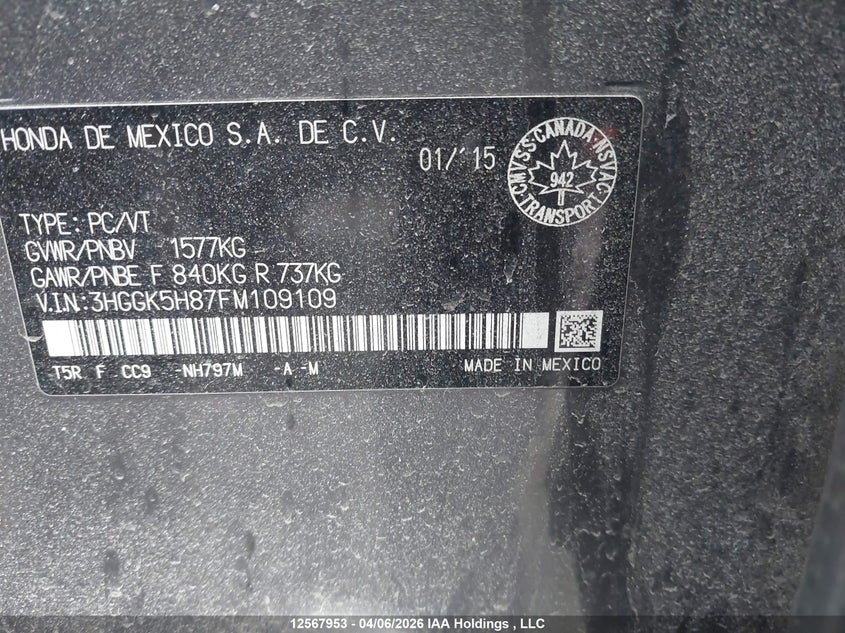 HONDA DE MEXICO S.A. DE C.V.
01/'15
CMVSS·CANADA·NSVAC
942
TRANSPORT
TYPE: PC/VT
GVWR/PNBV 1577KG
GAWR/PNBE F 840KG R 737KG
V.I.N.:3HGGK5H87FM109109
T5R F CC9 -NH797M -A -M MADE IN MEXICO
12567953 - 04/06/2026 IAA Holdings , LLC